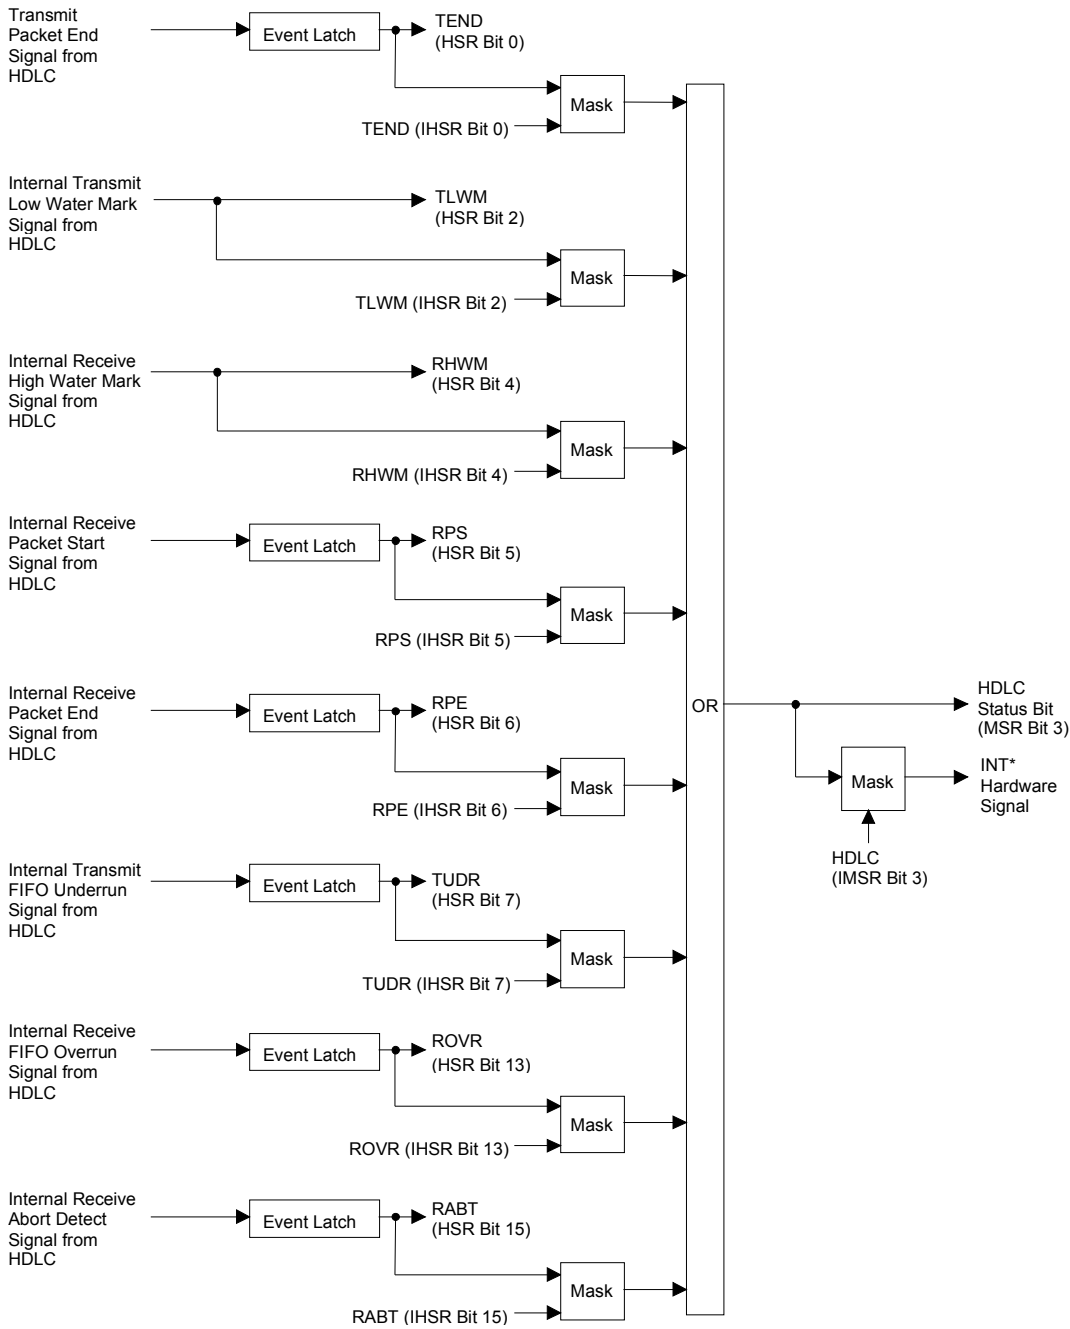 Transmit
Packet End
Signal from
HDLC
Event Latch
TEND
(HSR Bit 0)
Mask
TEND (IHSR Bit 0)
Internal Transmit
Low Water Mark
Signal from
HDLC
TLWM
(HSR Bit 2)
Mask
TLWM (IHSR Bit 2)
Internal Receive
High Water Mark
Signal from
HDLC
RHWM
(HSR Bit 4)
Mask
RHWM (IHSR Bit 4)
Internal Receive
Packet Start
Signal from
HDLC
Event Latch
RPS
(HSR Bit 5)
Mask
RPS (IHSR Bit 5)
Internal Receive
Packet End
Signal from
HDLC
Event Latch
RPE
(HSR Bit 6)
Mask
RPE (IHSR Bit 6)
Internal Transmit
FIFO Underrun
Signal from
HDLC
Event Latch
TUDR
(HSR Bit 7)
Mask
TUDR (IHSR Bit 7)
Internal Receive
FIFO Overrun
Signal from
HDLC
Event Latch
ROVR
(HSR Bit 13)
Mask
ROVR (IHSR Bit 13)
Internal Receive
Abort Detect
Signal from
HDLC
Event Latch
RABT
(HSR Bit 15)
Mask
RABT (IHSR Bit 15)
OR
HDLC
Status Bit
(MSR Bit 3)
Mask
INT*
Hardware
Signal
HDLC
(IMSR Bit 3)